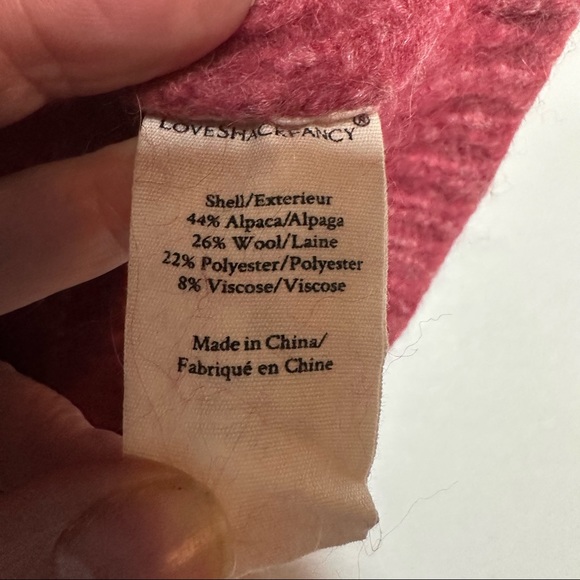 LOVESHACKFANCY®
Shell/Exterieur
44% Alpaca/Alpaga
26% Wool/Laine
22% Polyester/Polyester
8% Viscose/Viscose
Made in China/
Fabriqué en Chine